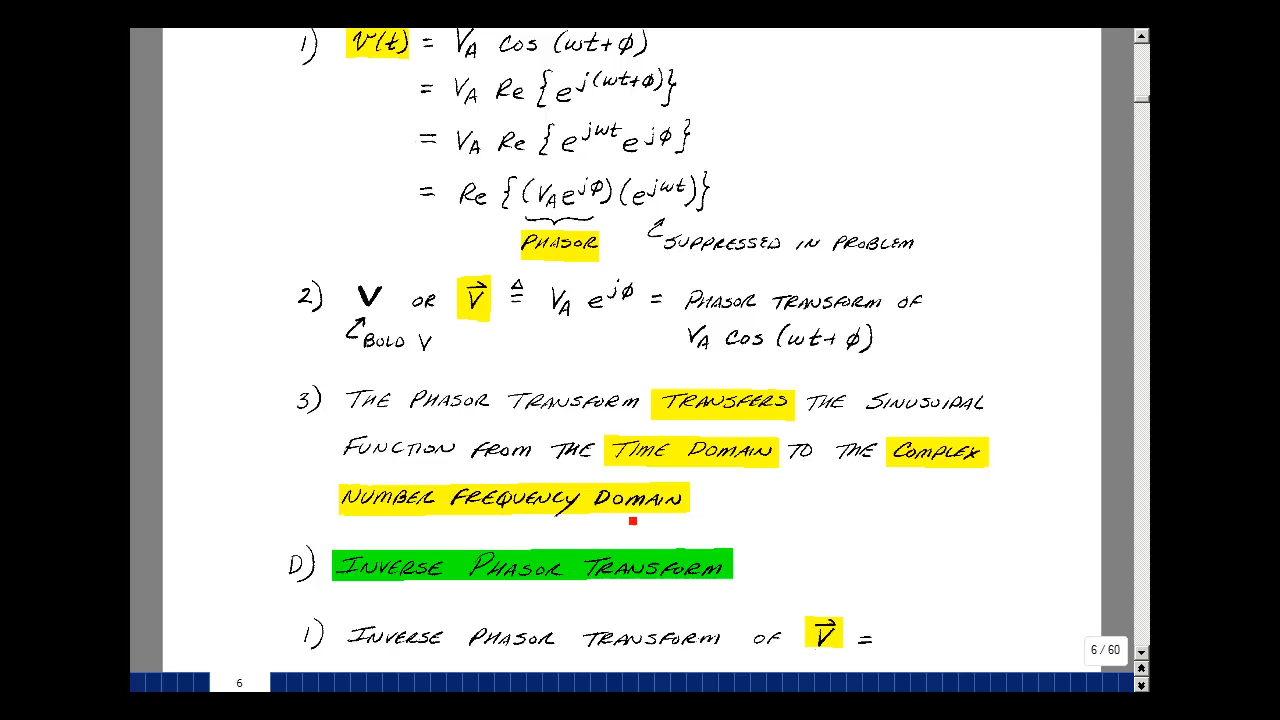 1) v(t) = V_A cos (ωt+φ)
= V_A Re {e^j(ωt+φ)}
= V_A Re {e^jωt e^jφ}
= Re {(V_A e^jφ)(e^jωt)}
PHASOR SUPPRESSED IN PROBLEM
2) V OR V⃗ ≜ V_A e^jφ = PHASOR TRANSFORM OF
BOLD V V_A cos (ωt+φ)
3) THE PHASOR TRANSFORM TRANSFERS THE SINUSOIDAL
FUNCTION FROM THE TIME DOMAIN TO THE COMPLEX
NUMBER FREQUENCY DOMAIN
D) INVERSE PHASOR TRANSFORM
1) INVERSE PHASOR TRANSFORM OF V⃗ =
6 / 60
6